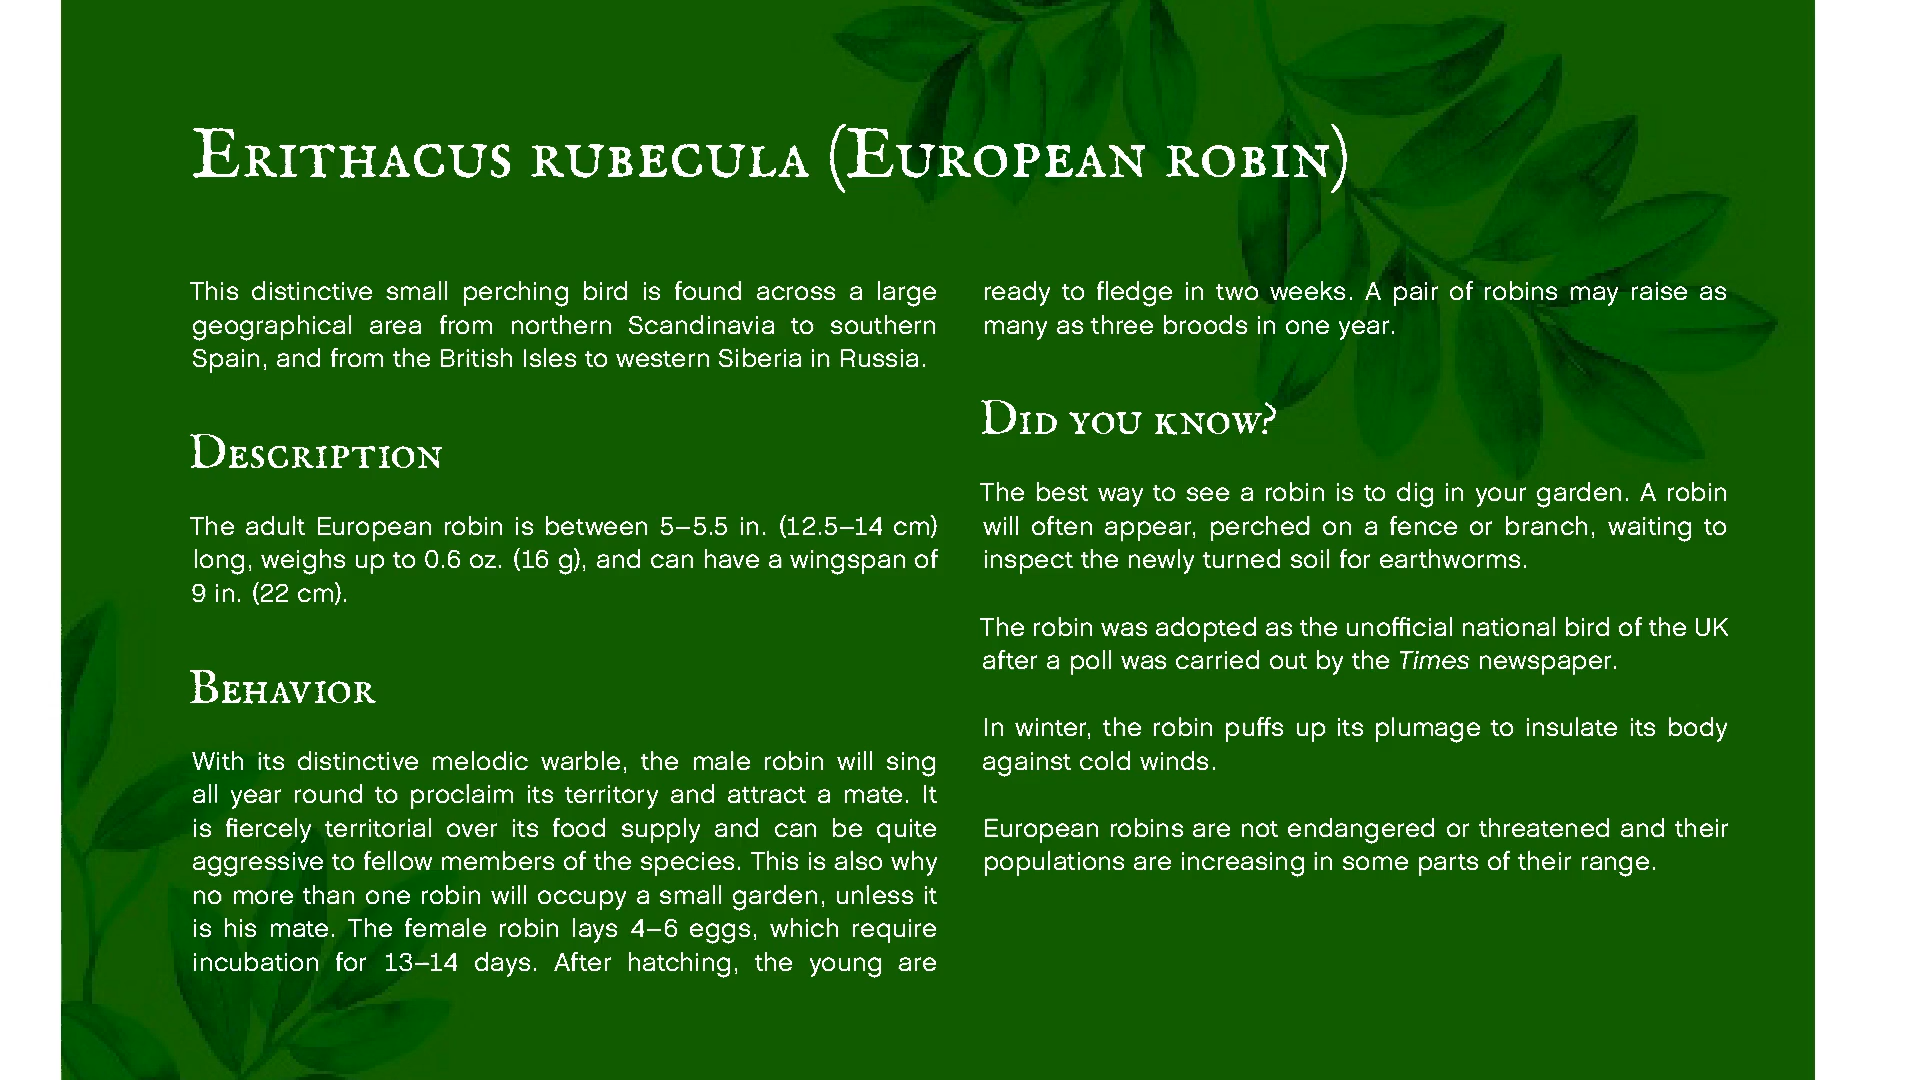 Erithacus rubecula (European robin)
This distinctive small perching bird is found across a large
geographical area from northern Scandinavia to southern
Spain, and from the British Isles to western Siberia in Russia.
Description
The adult European robin is between 5–5.5 in. (12.5–14 cm)
long, weighs up to 0.6 oz. (16 g), and can have a wingspan of
9 in. (22 cm).
Behavior
With its distinctive melodic warble, the male robin will sing
all year round to proclaim its territory and attract a mate. It
is fiercely territorial over its food supply and can be quite
aggressive to fellow members of the species. This is also why
no more than one robin will occupy a small garden, unless it
is his mate. The female robin lays 4–6 eggs, which require
incubation for 13–14 days. After hatching, the young are
ready to fledge in two weeks. A pair of robins may raise as
many as three broods in one year.
Did you know?
The best way to see a robin is to dig in your garden. A robin
will often appear, perched on a fence or branch, waiting to
inspect the newly turned soil for earthworms.
The robin was adopted as the unofficial national bird of the UK
after a poll was carried out by the Times newspaper.
In winter, the robin puffs up its plumage to insulate its body
against cold winds.
European robins are not endangered or threatened and their
populations are increasing in some parts of their range.